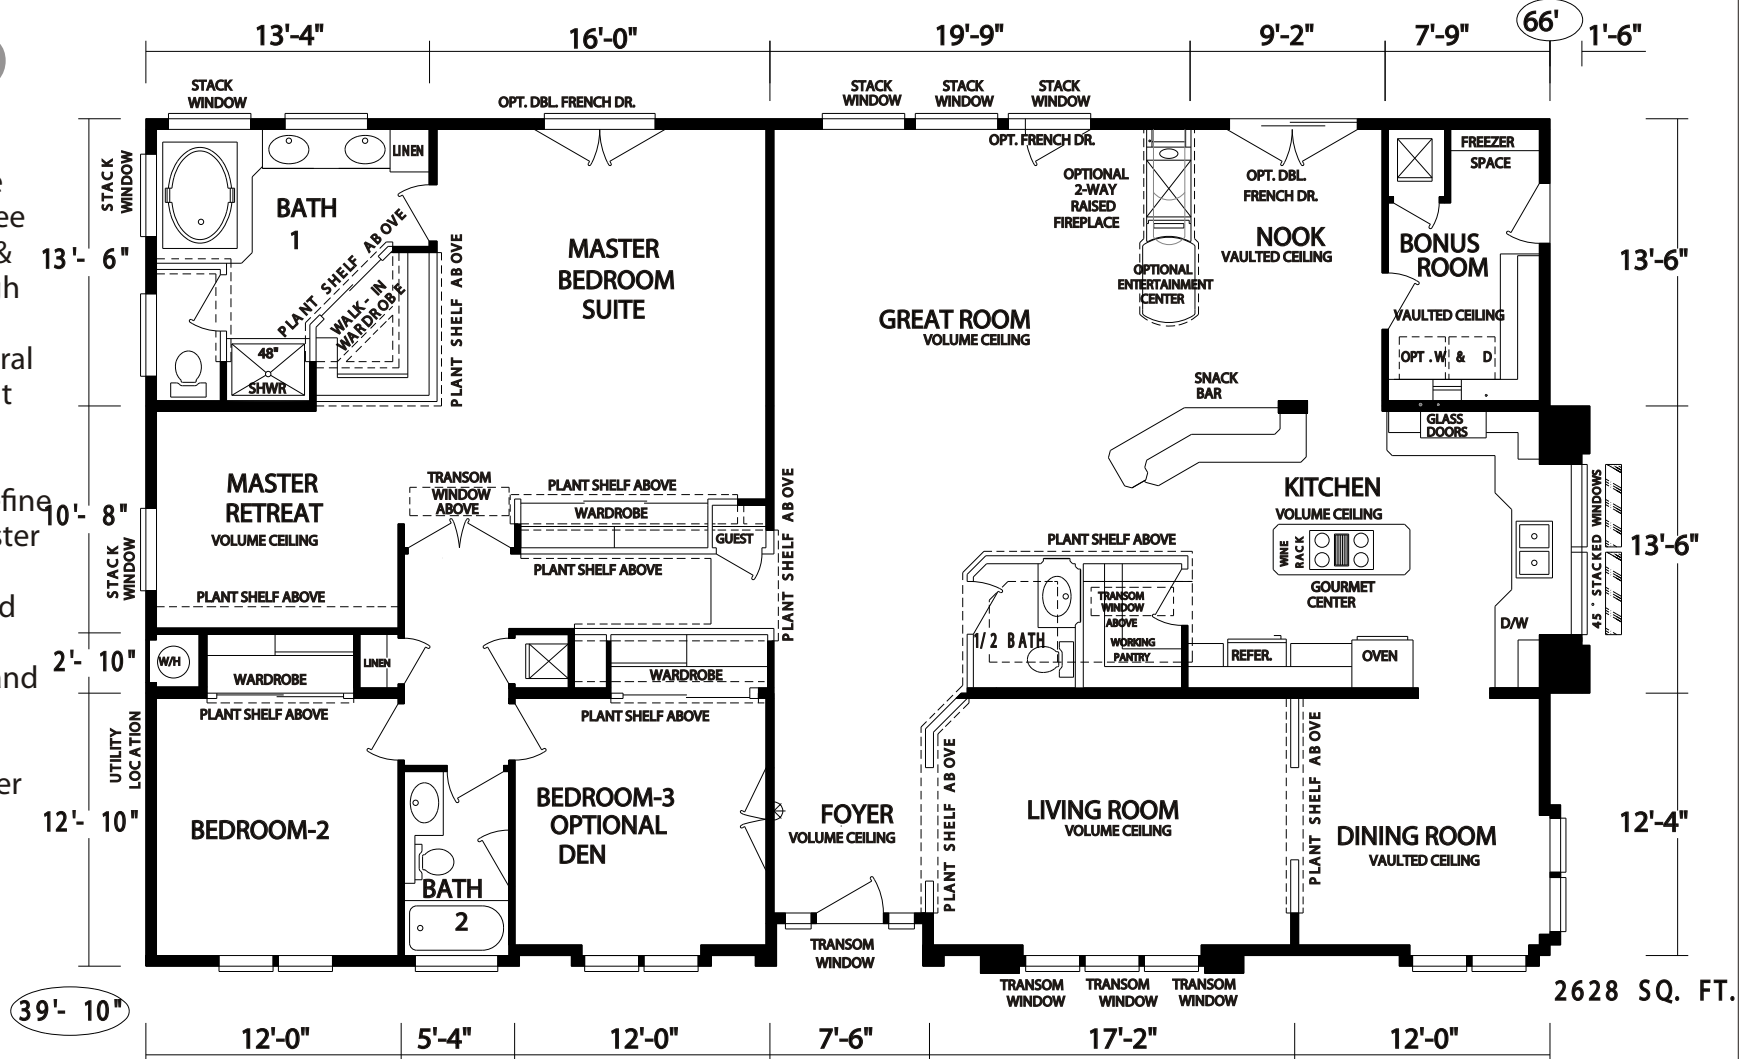 13'-4"
16'-0"
19'-9"
9'-2"
7'-9"
66'
1'-6"
STACK
WINDOW
OPT. DBL. FRENCH DR.
STACK
WINDOW
STACK
WINDOW
STACK
WINDOW
OPT. FRENCH DR.
LINEN
STACK
WINDOW
BATH
1
PLANT SHELF ABOVE
WALK-IN
WARDROBE
PLANT SHELF ABOVE
48"
SHWR
MASTER
BEDROOM
SUITE
OPTIONAL
2-WAY
RAISED
FIREPLACE
OPT. DBL.
FRENCH DR.
NOOK
VAULTED CEILING
OPTIONAL
ENTERTAINMENT
CENTER
GREAT ROOM
VOLUME CEILING
FREEZER
SPACE
BONUS
ROOM
VAULTED CEILING
OPT . W & D
13'- 6"
13'-6"
ee
&
ral
t
SNACK
BAR
GLASS
DOORS
MASTER
RETREAT
VOLUME CEILING
TRANSOM
WINDOW
ABOVE
PLANT SHELF ABOVE
WARDROBE
GUEST
PLANT SHELF ABOVE
PLANT SHELF ABOVE
KITCHEN
VOLUME CEILING
WINE
RACK
GOURMET
CENTER
45° STACKED WINDOWS
fine
10'- 8"
ster
d
and
er
13'-6"
STACK
WINDOW
PLANT SHELF ABOVE
PLANT SHELF ABOVE
TRANSOM
WINDOW
ABOVE
WORKING
PANTRY
1/2 BATH
REFER.
OVEN
D/W
2'- 10"
W/H
WARDROBE
LINEN
WARDROBE
PLANT SHELF ABOVE
PLANT SHELF ABOVE
UTILITY
LOCATION
12'- 10"
BEDROOM-2
BATH
2
BEDROOM-3
OPTIONAL
DEN
FOYER
VOLUME CEILING
PLANT SHELF ABOVE
LIVING ROOM
VOLUME CEILING
PLANT SHELF ABOVE
DINING ROOM
VAULTED CEILING
12'-4"
TRANSOM
WINDOW
TRANSOM
WINDOW
TRANSOM
WINDOW
TRANSOM
WINDOW
39'- 10"
2628 SQ. FT.
12'-0"
5'-4"
12'-0"
7'-6"
17'-2"
12'-0"